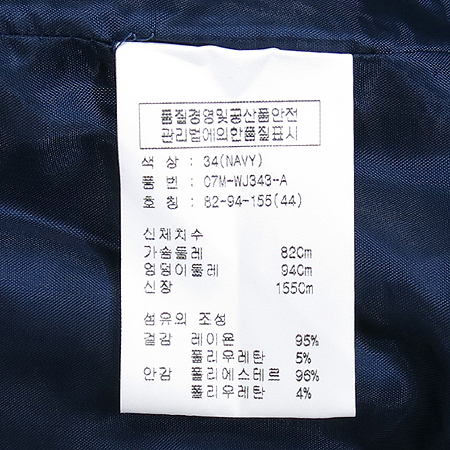 품질경영및공산품안전
관리법에의한품질표시
색 상 : 34(NAVY)
품 번 : C7M-WJ343-A
호 칭 : 82-94-155(44)
신체치수
가슴둘레 82Cm
엉덩이둘레 94Cm
신장 155Cm
섬유의 조성
겉감 레이온 95%
폴리우레탄 5%
안감 폴리에스테르 96%
폴리우레탄 4%